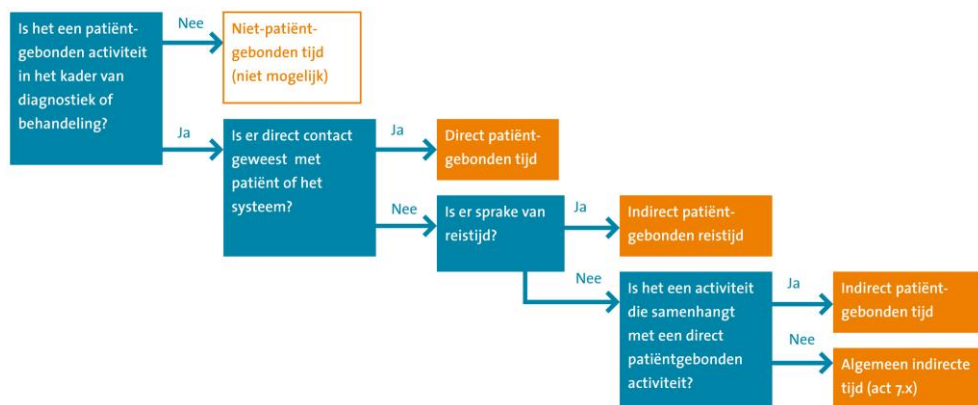 Is het een patiënt-
gebonden activiteit
in het kader van
diagnostiek of
behandeling?
Nee
Niet-patiënt-
gebonden tijd
(niet mogelijk)
Ja
Is er direct contact
geweest met
patiënt of het
systeem?
Ja
Direct patiënt-
gebonden tijd
Nee
Is er sprake van
reistijd?
Ja
Indirect patiënt-
gebonden reistijd
Nee
Is het een activiteit
die samenhangt
met een direct
patiëntgebonden
activiteit?
Ja
Indirect patiënt-
gebonden tijd
Nee
Algemeen indirecte
tijd (act 7.x)